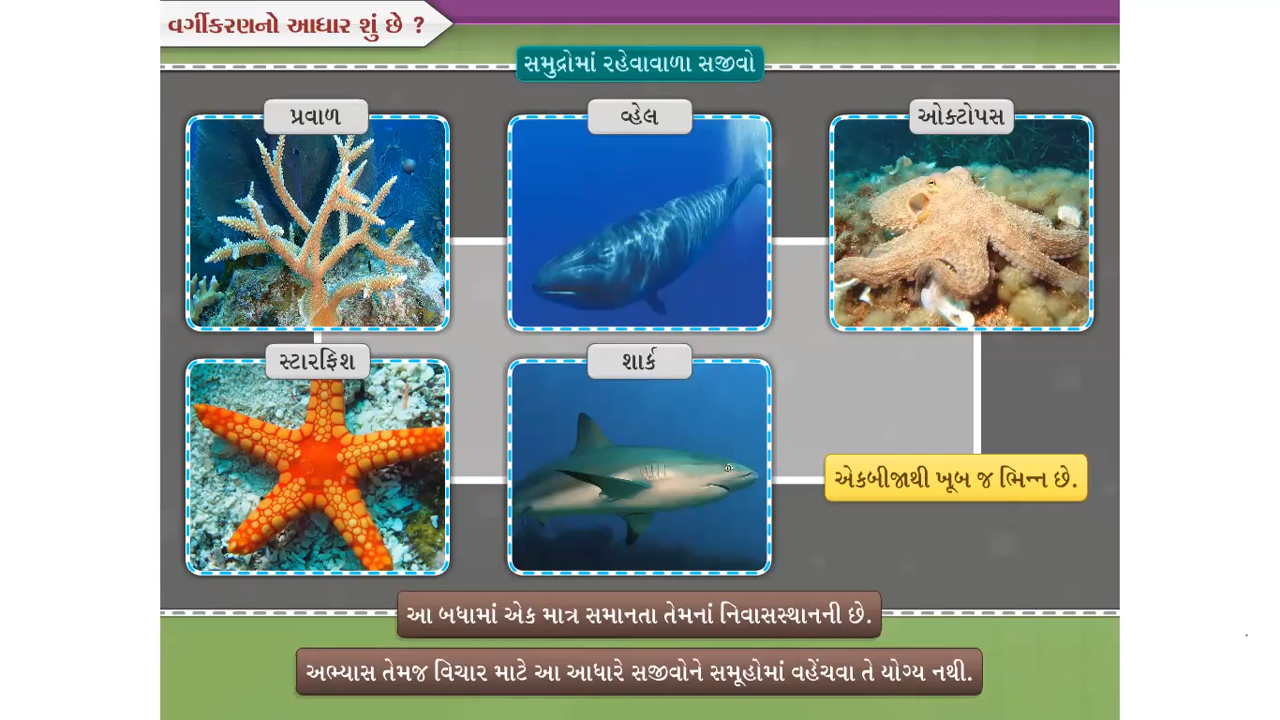 વર્ગીકરણનો આધાર શું છે ?
સમુદ્રોમાં રહેવાવાળા સજીવો
પ્રવાળ
વ્હેલ
ઓક્ટોપસ
સ્ટારફિશ
શાર્ક
એકબીજાથી ખૂબ જ ભિન્ન છે.
આ બધામાં એક માત્ર સમાનતા તેમનાં નિવાસસ્થાનની છે.
અભ્યાસ તેમજ વિચાર માટે આ આધારે સજીવોને સમૂહોમાં વહેંચવા તે યોગ્ય નથી.